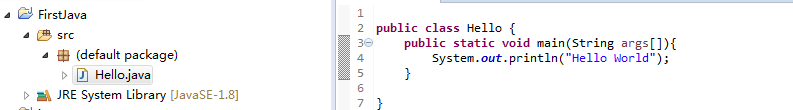 FirstJava
src
(default package)
Hello.java
JRE System Library [JavaSE-1.8]
1
2 public class Hello {
3 public static void main(String args[]){
4 System.out.println("Hello World");
5 }
6
7 }